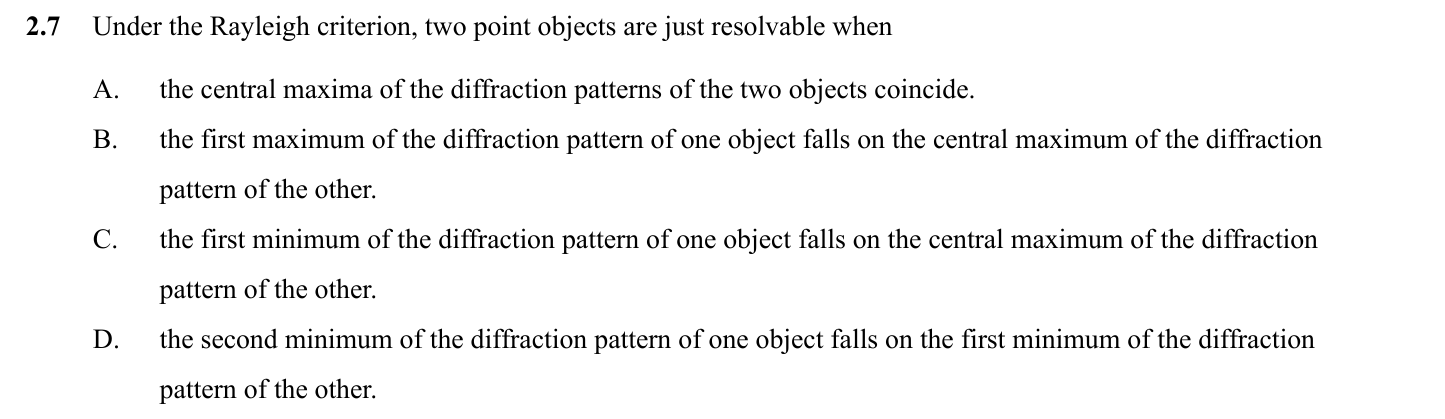 2.7 Under the Rayleigh criterion, two point objects are just resolvable when
A. the central maxima of the diffraction patterns of the two objects coincide.
B. the first maximum of the diffraction pattern of one object falls on the central maximum of the diffraction
pattern of the other.
C. the first minimum of the diffraction pattern of one object falls on the central maximum of the diffraction
pattern of the other.
D. the second minimum of the diffraction pattern of one object falls on the first minimum of the diffraction
pattern of the other.